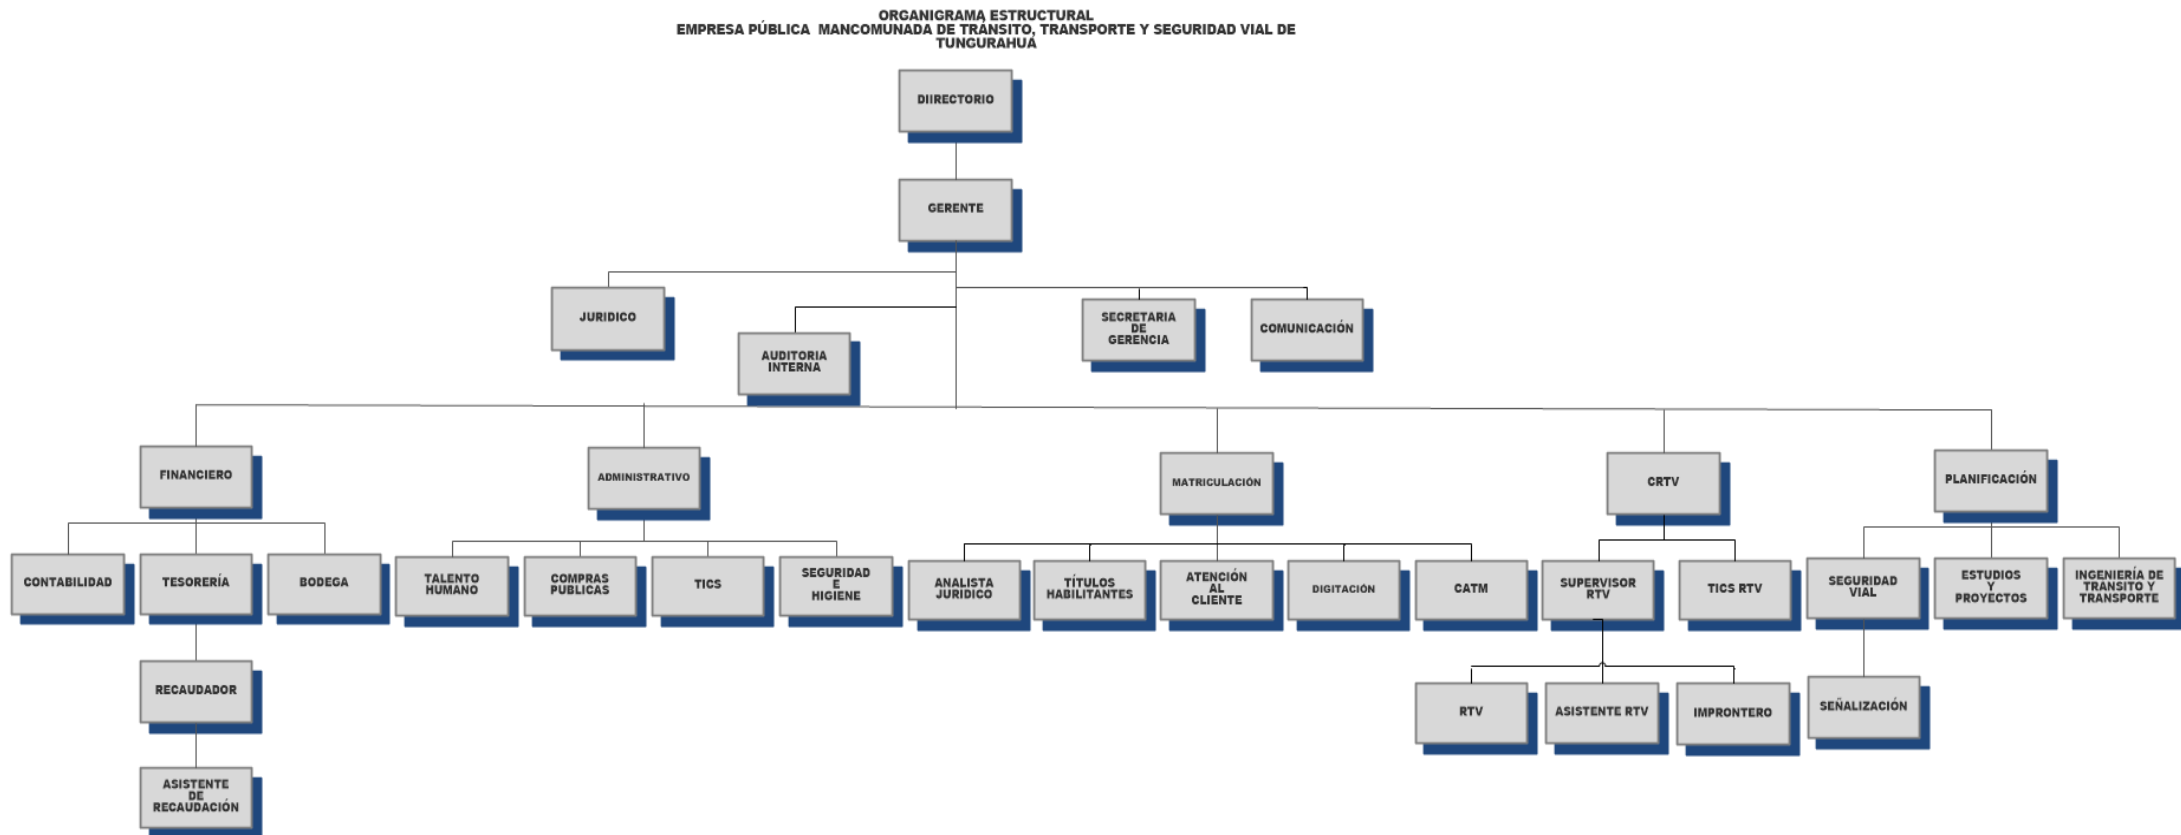 ORGANIGRAMA ESTRUCTURAL
EMPRESA PÚBLICA MANCOMUNADA DE TRÁNSITO, TRANSPORTE Y SEGURIDAD VIAL DE
TUNGURAHUA
DIIRECTORIO
GERENTE
JURIDICO
AUDITORIA
INTERNA
SECRETARIA
DE
GERENCIA
COMUNICACIÓN
FINANCIERO
ADMINISTRATIVO
MATRICULACIÓN
CRTV
PLANIFICACIÓN
CONTABILIDAD
TESORERÍA
BODEGA
TALENTO
HUMANO
COMPRAS
PUBLICAS
TICS
SEGURIDAD
E
HIGIENE
ANALISTA
JURIDICO
TÍTULOS
HABILITANTES
ATENCIÓN
AL
CLIENTE
DIGITACIÓN
CATM
SUPERVISOR
RTV
TICS RTV
SEGURIDAD
VIAL
ESTUDIOS
Y
PROYECTOS
INGENIERÍA DE
TRÁNSITO Y
TRANSPORTE
RECAUDADOR
RTV
ASISTENTE RTV
IMPRONTERO
SEÑALIZACIÓN
ASISTENTE
DE
RECAUDACIÓN